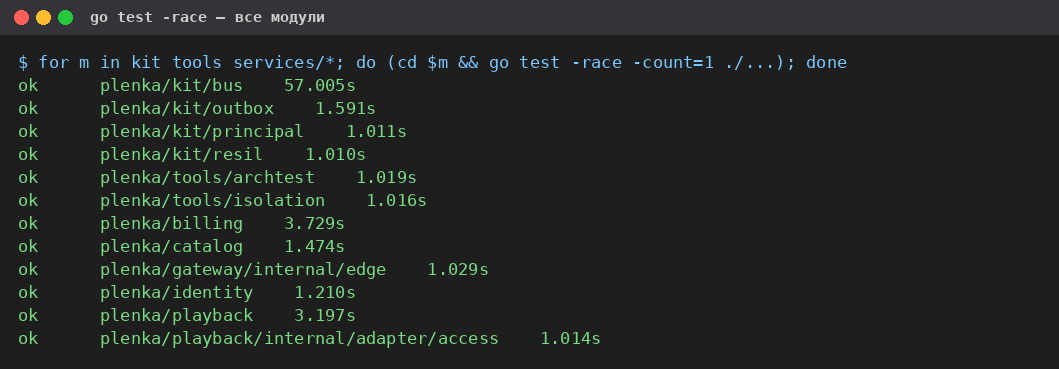 go test -race — все модули
$ for m in kit tools services/*; do (cd $m && go test -race -count=1 ./...); done
ok      plenka/kit/bus    57.005s
ok      plenka/kit/outbox    1.591s
ok      plenka/kit/principal    1.011s
ok      plenka/kit/resil    1.010s
ok      plenka/tools/archtest    1.019s
ok      plenka/tools/isolation    1.016s
ok      plenka/billing    3.729s
ok      plenka/catalog    1.474s
ok      plenka/gateway/internal/edge    1.029s
ok      plenka/identity    1.210s
ok      plenka/playback    3.197s
ok      plenka/playback/internal/adapter/access    1.014s